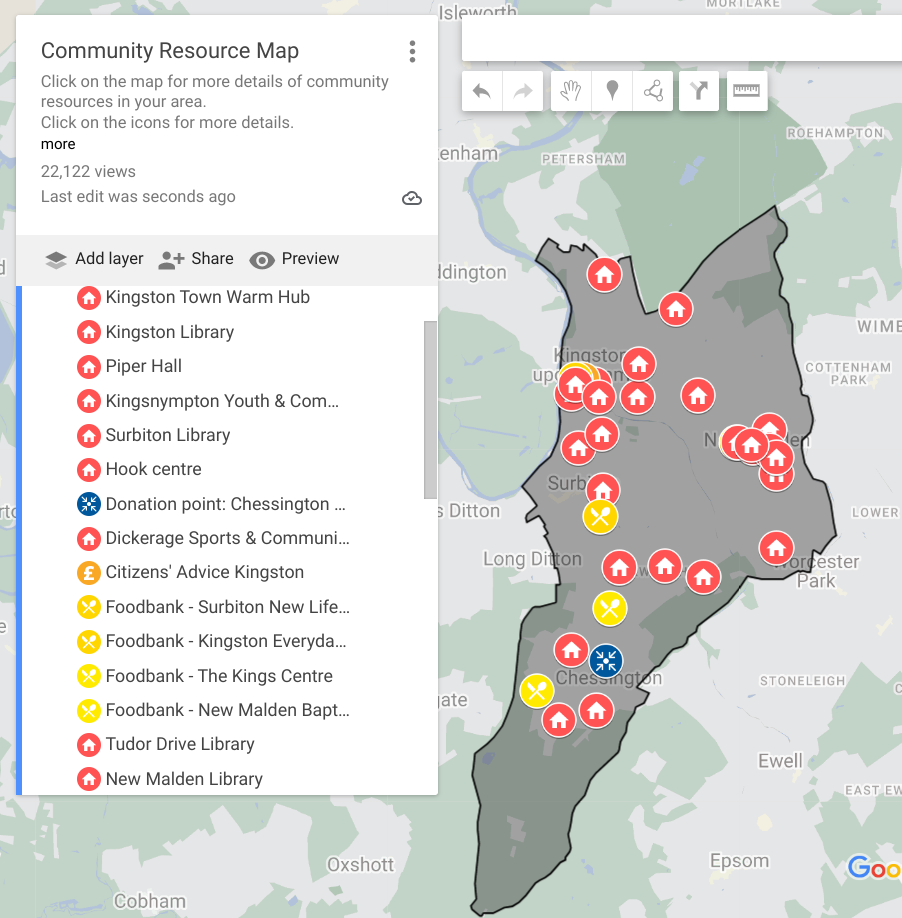 Community Resource Map
Click on the map for more details of community
resources in your area.
Click on the icons for more details.
more
22,122 views
Last edit was seconds ago
Add layer
Share
Preview
Kingston Town Warm Hub
Kingston Library
Piper Hall
Kingsnympton Youth & Com…
Surbiton Library
Hook centre
Donation point: Chessington …
Dickerage Sports & Communi…
£ Citizens' Advice Kingston
Foodbank - Surbiton New Life…
Foodbank - Kingston Everyda…
Foodbank - The Kings Centre
Foodbank - New Malden Bapt…
Tudor Drive Library
New Malden Library
Isleworth
MORTLAKE
ROEHAMPTON
enham
PETERSHAM
ddington
WIME
Kingston
COTTENHAM
PARK
Surb
s Ditton
LOWER
Long Ditton
Worcester
Park
Chessington
STONELEIGH
gate
Ewell
EAST EW
Oxshott
Epsom
Goo
Cobham